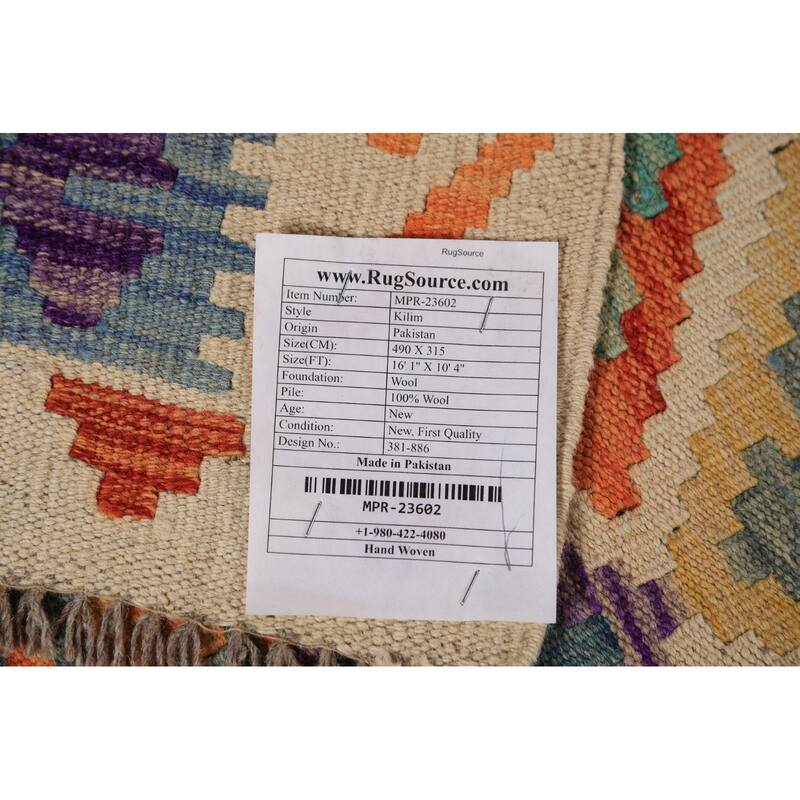 RugSource
www.RugSource.com
Item Number: MPR-23602
Style Kilim
Origin Pakistan
Size(CM): 490 X 315
Size(FT): 16' 1" X 10' 4"
Foundation: Wool
Pile: 100% Wool
Age: New
Condition: New, First Quality
Design No.: 381-886
Made in Pakistan
MPR-23602
+1-980-422-4080
Hand Woven